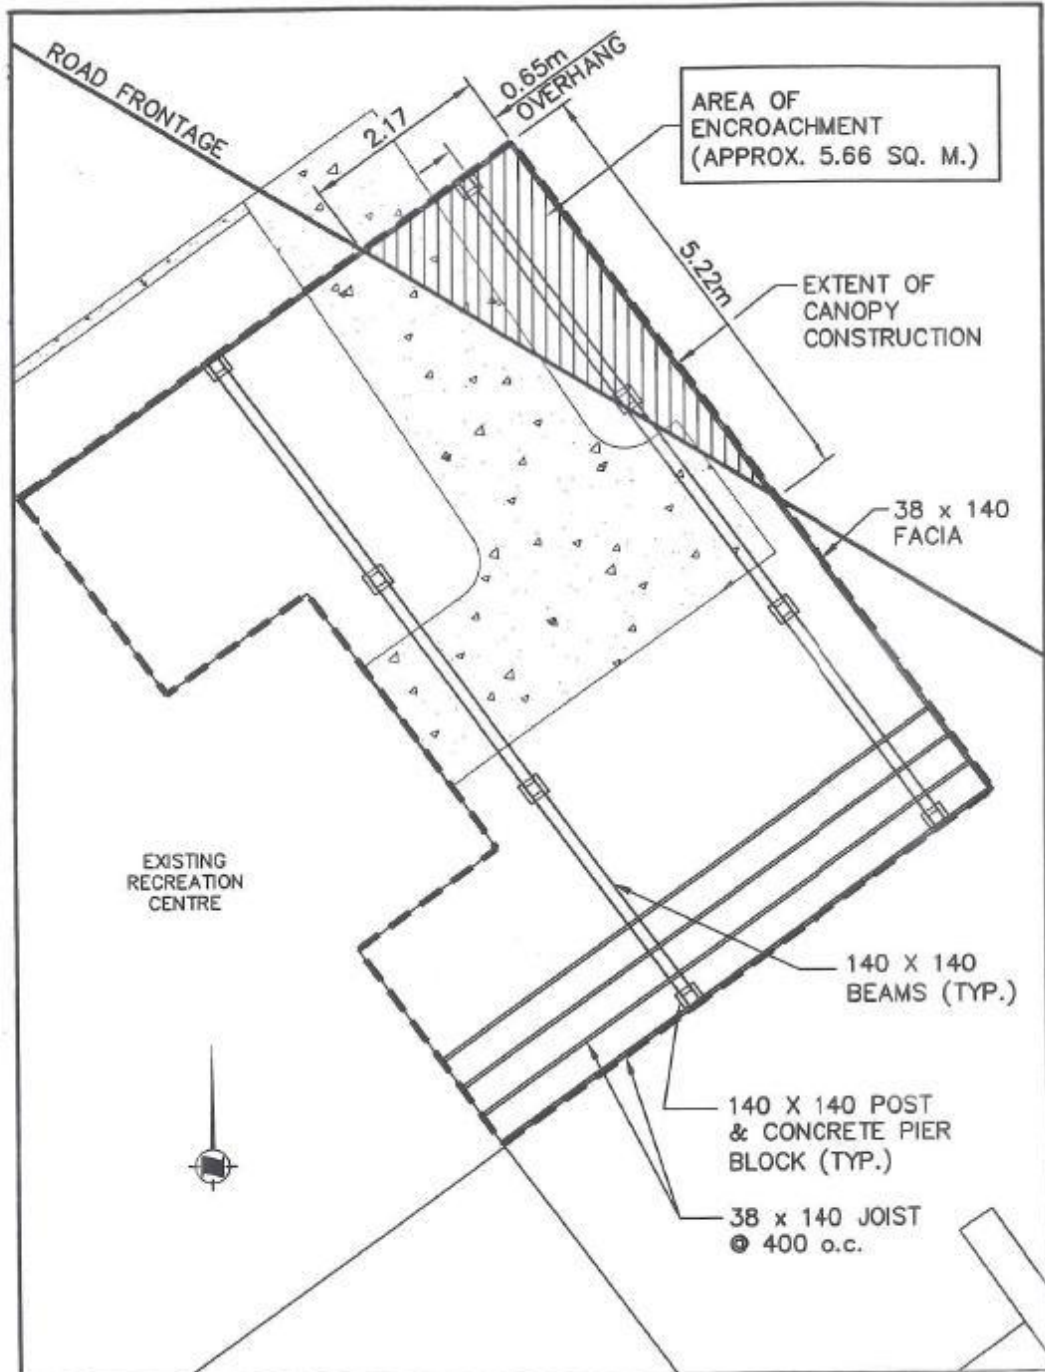 ROAD FRONTAGE
2.17
0.65m
OVERHANG
AREA OF
ENCROACHMENT
(APPROX. 5.66 SQ. M.)
5.22m
EXTENT OF
CANOPY
CONSTRUCTION
38 x 140
FACIA
EXISTING
RECREATION
CENTRE
140 X 140
BEAMS (TYP.)
140 X 140 POST
& CONCRETE PIER
BLOCK (TYP.)
38 x 140 JOIST
@ 400 o.c.